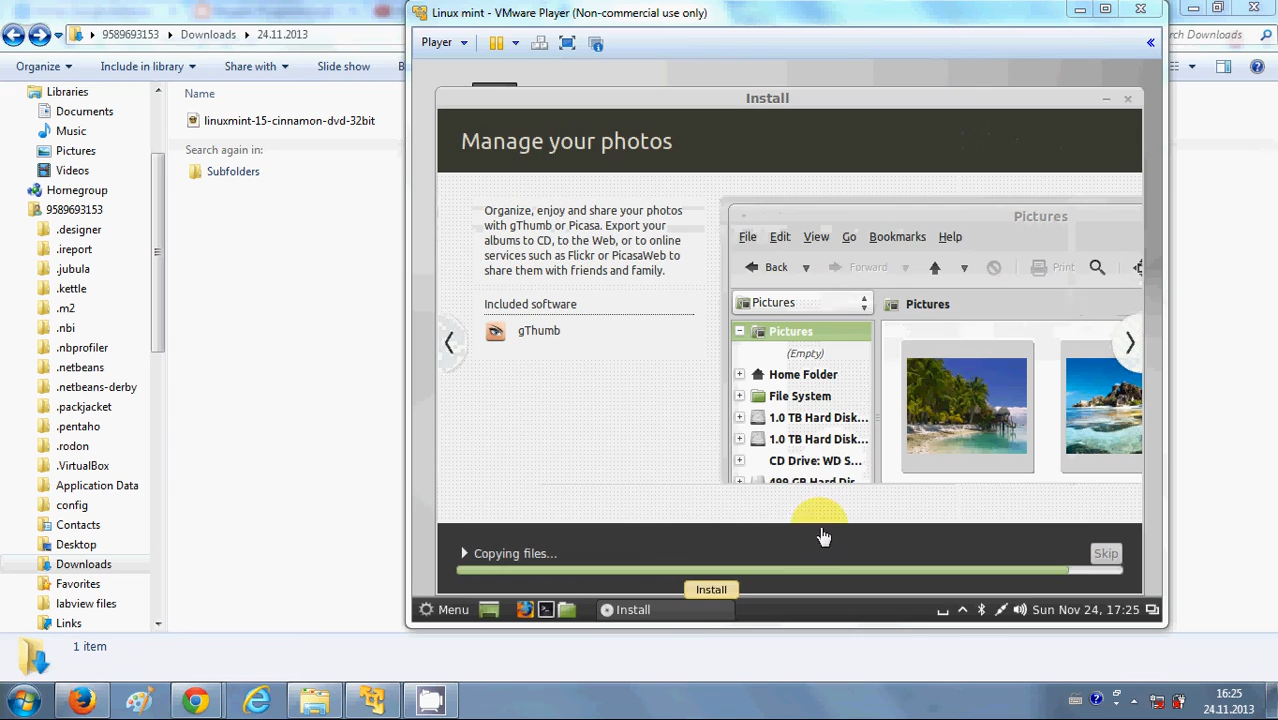 Linux mint - VMware Player (Non-commercial use only)
9589693153 Downloads 24.11.2013
Search Downloads
Player
Organize Include in library Share with Slide show
Libraries
Documents
Music
Pictures
Videos
Homegroup
9589693153
.designer
.ireport
.jubula
.kettle
.m2
.nbi
.nbprofiler
.netbeans
.netbeans-derby
.packjacket
.pentaho
.rodon
.VirtualBox
Application Data
config
Contacts
Desktop
Downloads
Favorites
labview files
Links
Name
linuxmint-15-cinnamon-dvd-32bit
Search again in:
Subfolders
Install
Manage your photos
Organize, enjoy and share your photos
with gThumb or Picasa. Export your
albums to CD, to the Web, or to online
services such as Flickr or PicasaWeb to
share them with friends and family.
Included software
gThumb
Pictures
File Edit View Go Bookmarks Help
Back Forward Print
Pictures
Pictures
Pictures
(Empty)
Home Folder
File System
1.0 TB Hard Disk...
1.0 TB Hard Disk...
CD Drive: WD S...
499 GB Hard Dis...
Copying files...
Skip
Install
Menu Install Sun Nov 24, 17:25
1 item
16:25
24.11.2013